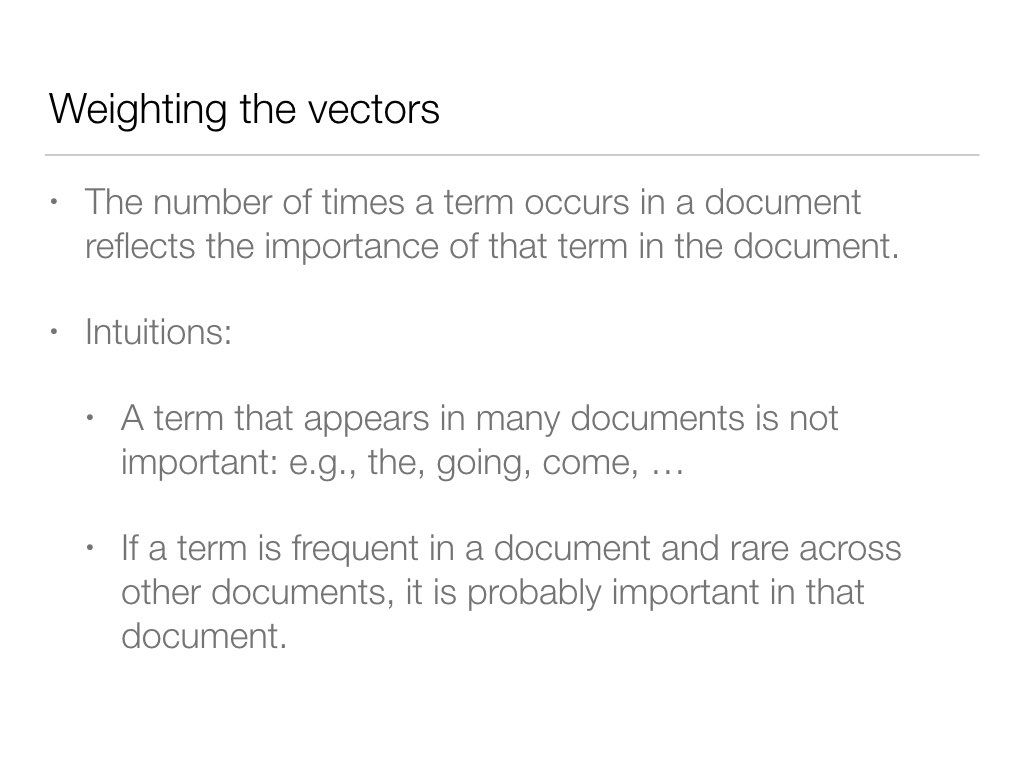 Weighting the vectors
• The number of times a term occurs in a document
reflects the importance of that term in the document.
• Intuitions:
• A term that appears in many documents is not
important: e.g., the, going, come, …
• If a term is frequent in a document and rare across
other documents, it is probably important in that
document.